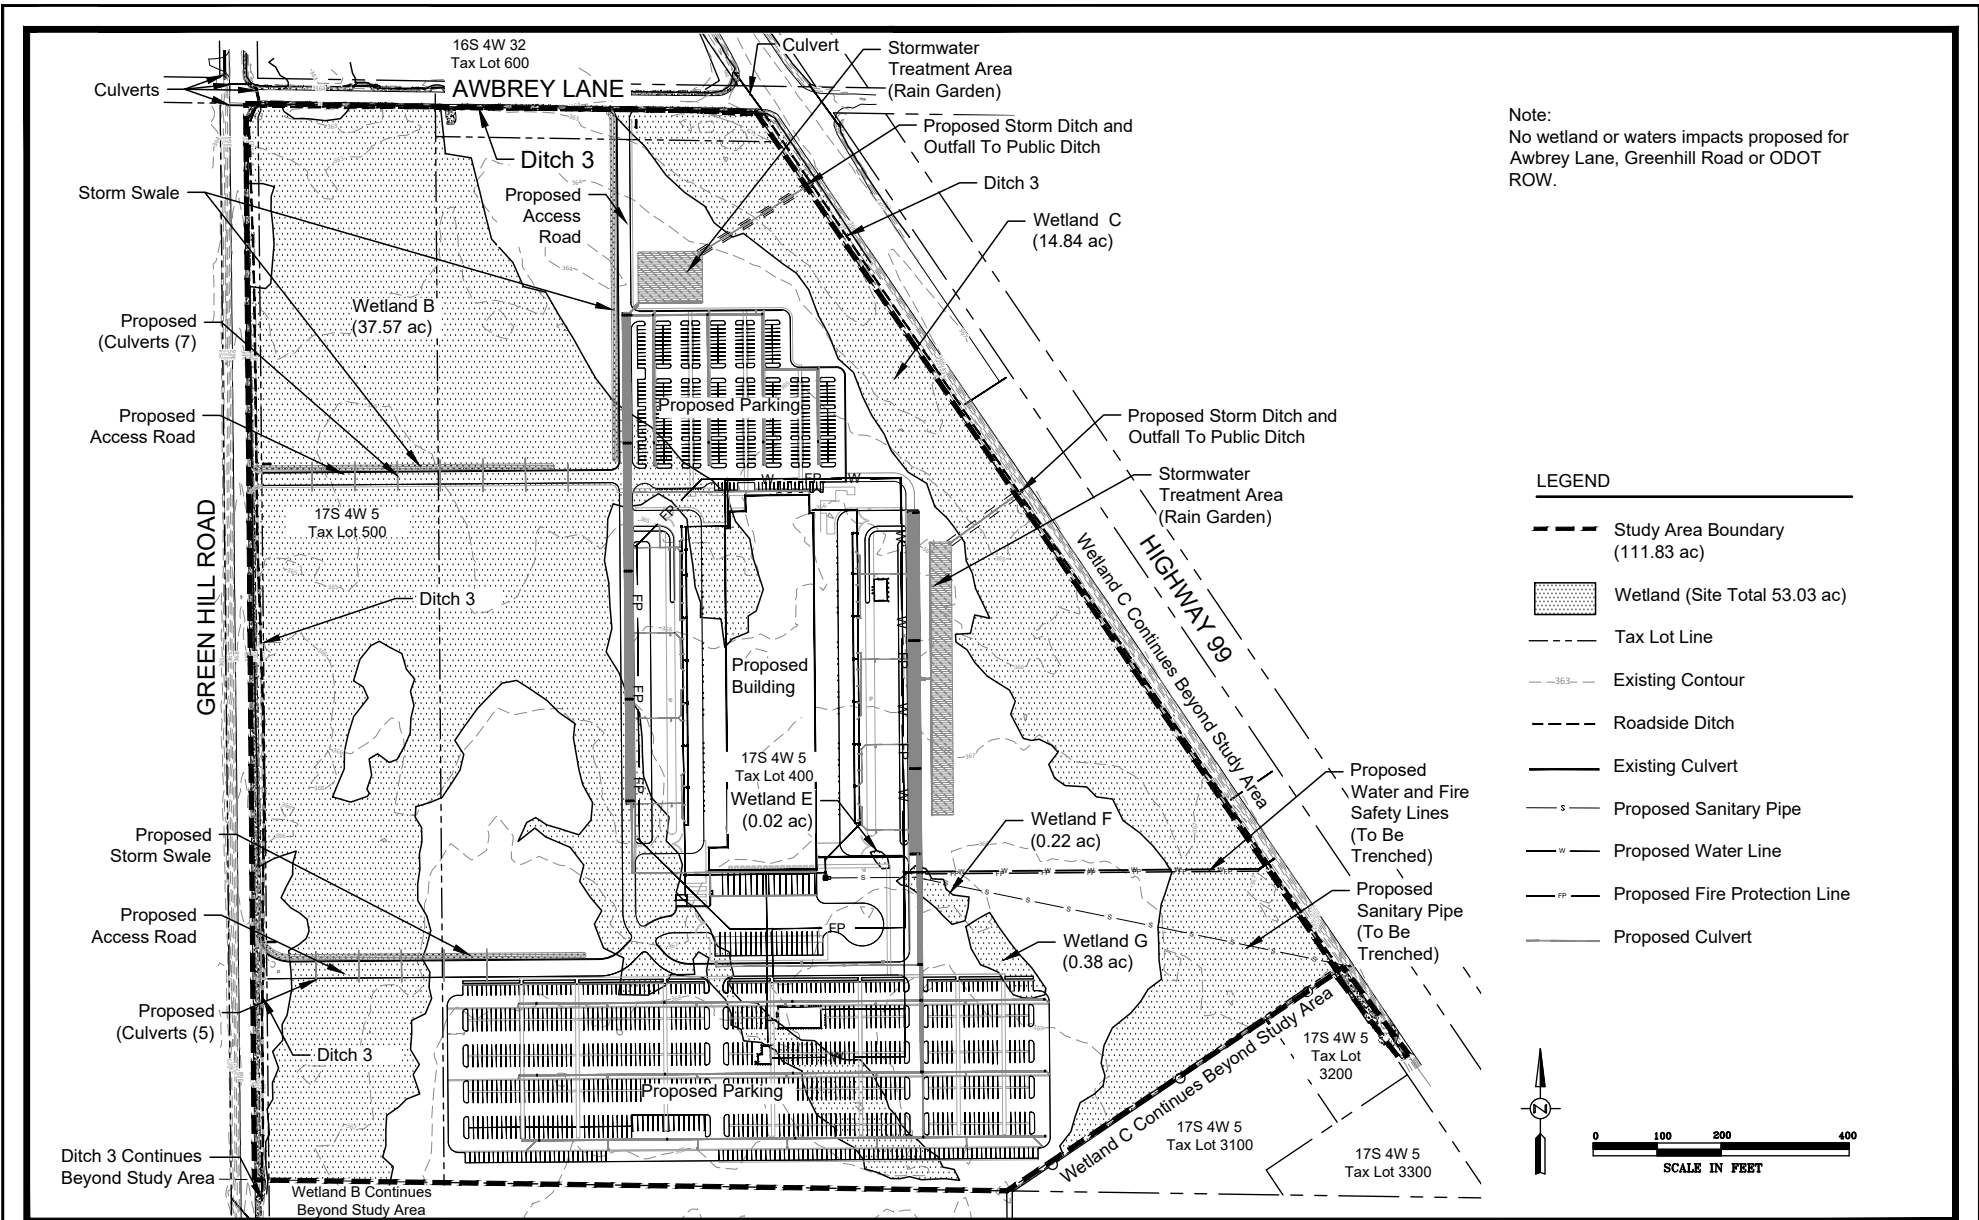 16S 4W 32
Tax Lot 600
AWBREY LANE
Culverts
Culvert
Stormwater
Treatment Area
(Rain Garden)
Proposed Storm Ditch and
Outfall To Public Ditch
Ditch 3
Ditch 3
Storm Swale
Proposed
Access
Road
Wetland C
(14.84 ac)
Wetland B
(37.57 ac)
Proposed
(Culverts (7)
Proposed
Access Road
Proposed Parking
Proposed Storm Ditch and
Outfall To Public Ditch
Stormwater
Treatment Area
(Rain Garden)
17S 4W 5
Tax Lot 500
GREEN HILL ROAD
HIGHWAY 99
Wetland C Continues Beyond Study Area
Ditch 3
Proposed
Building
17S 4W 5
Tax Lot 400
Wetland E
(0.02 ac)
Wetland F
(0.22 ac)
Proposed
Water and Fire
Safety Lines
(To Be
Trenched)
Proposed
Storm Swale
Proposed
Sanitary Pipe
(To Be
Trenched)
Proposed
Access Road
Wetland G
(0.38 ac)
Proposed
(Culverts (5)
Ditch 3
Proposed Parking
Wetland C Continues Beyond Study Area
17S 4W 5
Tax Lot
3200
17S 4W 5
Tax Lot 3100
17S 4W 5
Tax Lot 3300
Ditch 3 Continues
Beyond Study Area
Wetland B Continues
Beyond Study Area
W
FP
W
FP
FP
FP
FP
FP
Note:
No wetland or waters impacts proposed for
Awbrey Lane, Greenhill Road or ODOT
ROW.
LEGEND
Study Area Boundary
(111.83 ac)
Wetland (Site Total 53.03 ac)
Tax Lot Line
363
Existing Contour
Roadside Ditch
Existing Culvert
S
Proposed Sanitary Pipe
W
Proposed Water Line
FP
Proposed Fire Protection Line
Proposed Culvert
Z
0 100 200 400
SCALE IN FEET